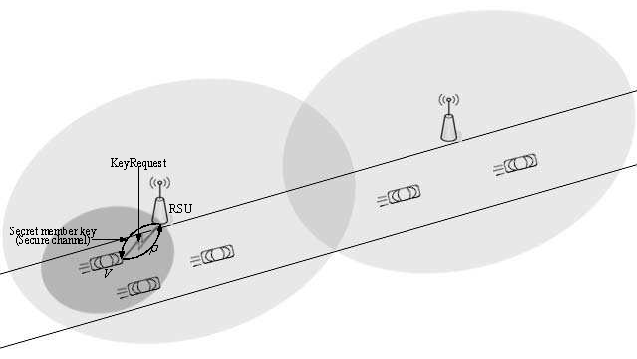 KeyRequest
RSU
Secret member key
(Secure channel)
V
ρ